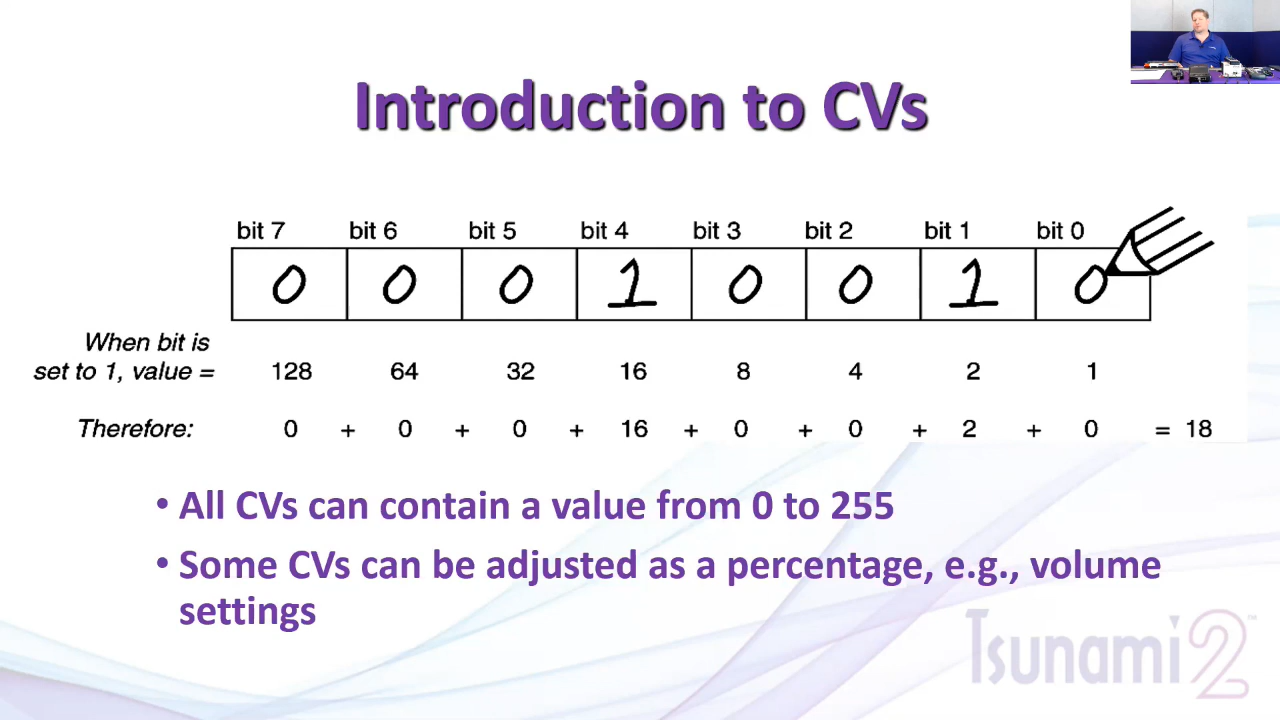 Introduction to CVs
bit 7 bit 6 bit 5 bit 4 bit 3 bit 2 bit 1 bit 0
0 0 0 1 0 0 1 0
When bit is
set to 1, value = 128 64 32 16 8 4 2 1
Therefore: 0 + 0 + 0 + 16 + 0 + 0 + 2 + 0 = 18
• All CVs can contain a value from 0 to 255
• Some CVs can be adjusted as a percentage, e.g., volume
settings
Tsunami2™